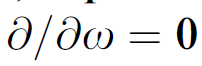 ∂/∂ω = 0